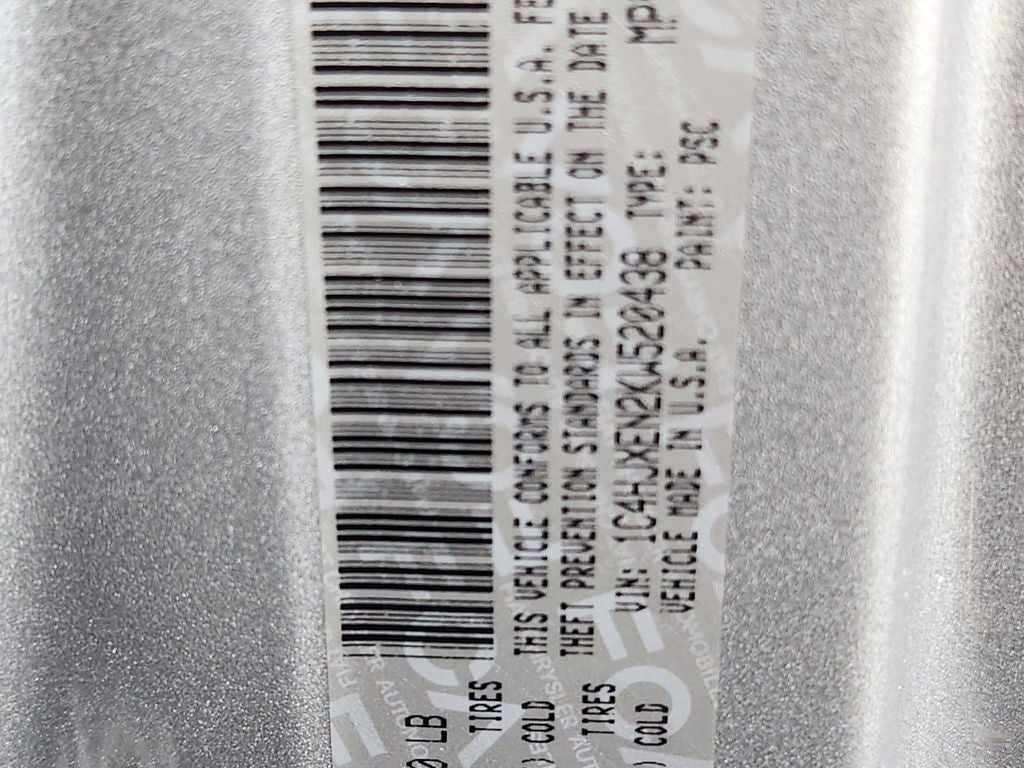 0 LB
TIRES
) COLD THIS VEHICLE CONFORMS TO ALL APPLICABLE U.S.A. FE
THEFT PREVENTION STANDARDS IN EFFECT ON THE DATE
TIRES VIN: 1C4HJXEN2KW520438 TYPE: MP
) COLD VEHICLE MADE IN U.S.A. PAINT: PSC